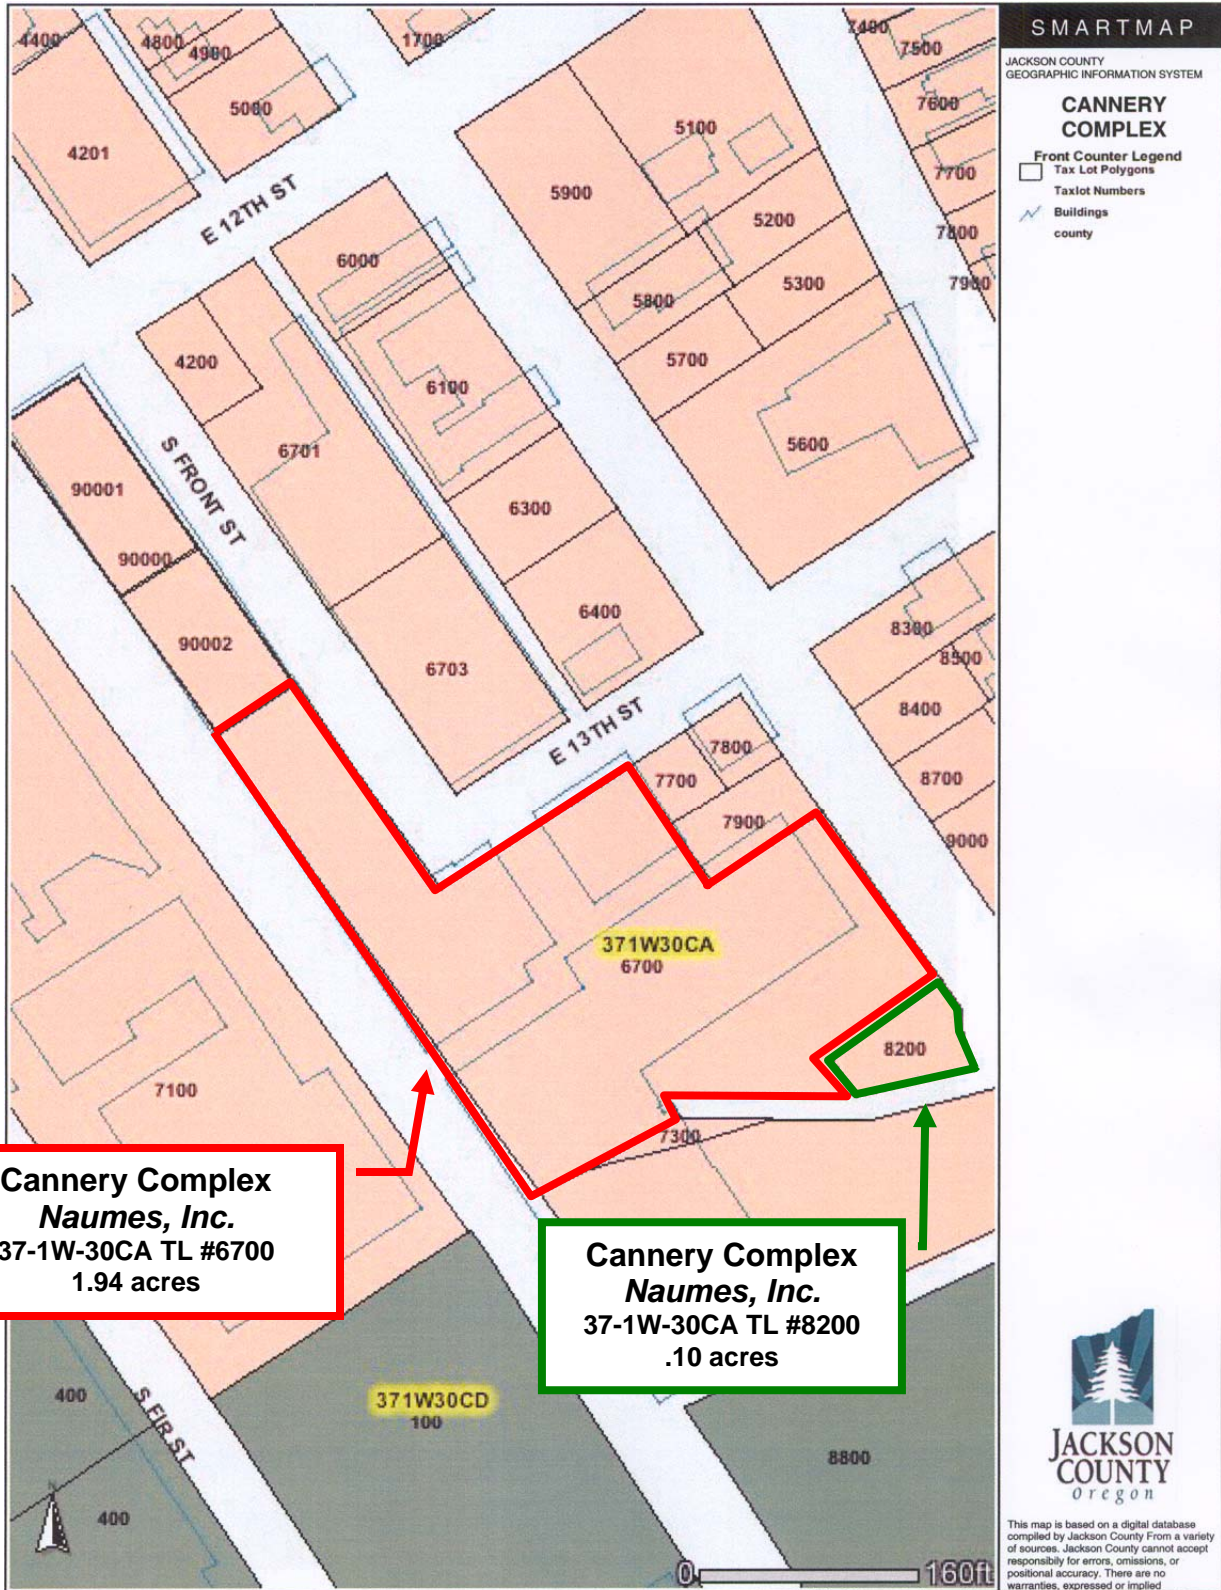 SMARTMAP
JACKSON COUNTY
GEOGRAPHIC INFORMATION SYSTEM
CANNERY
COMPLEX
Front Counter Legend
Tax Lot Polygons
Taxlot Numbers
Buildings
county
4400
4800
4900
1700
7400
7500
5000
7600
5100
4201
7700
5900
E 12TH ST
5200
7800
6000
5300
7900
5800
4200
5700
6100
6701
5600
S FRONT ST
90001
6300
90000
6400
90002
8300
8500
6703
8400
E 13TH ST
7800
7700
8700
7900
9000
371W30CA
6700
8200
7100
7300
Cannery Complex
Naumes, Inc.
37-1W-30CA TL #6700
1.94 acres
Cannery Complex
Naumes, Inc.
37-1W-30CA TL #8200
.10 acres
400
S FIR ST
371W30CD
100
8800
400
N
0
160ft
JACKSON
COUNTY
Oregon
This map is based on a digital database
compiled by Jackson County From a variety
of sources. Jackson County cannot accept
responsibily for errors, omissions, or
positional accuracy. There are no
warranties, expressed or implied